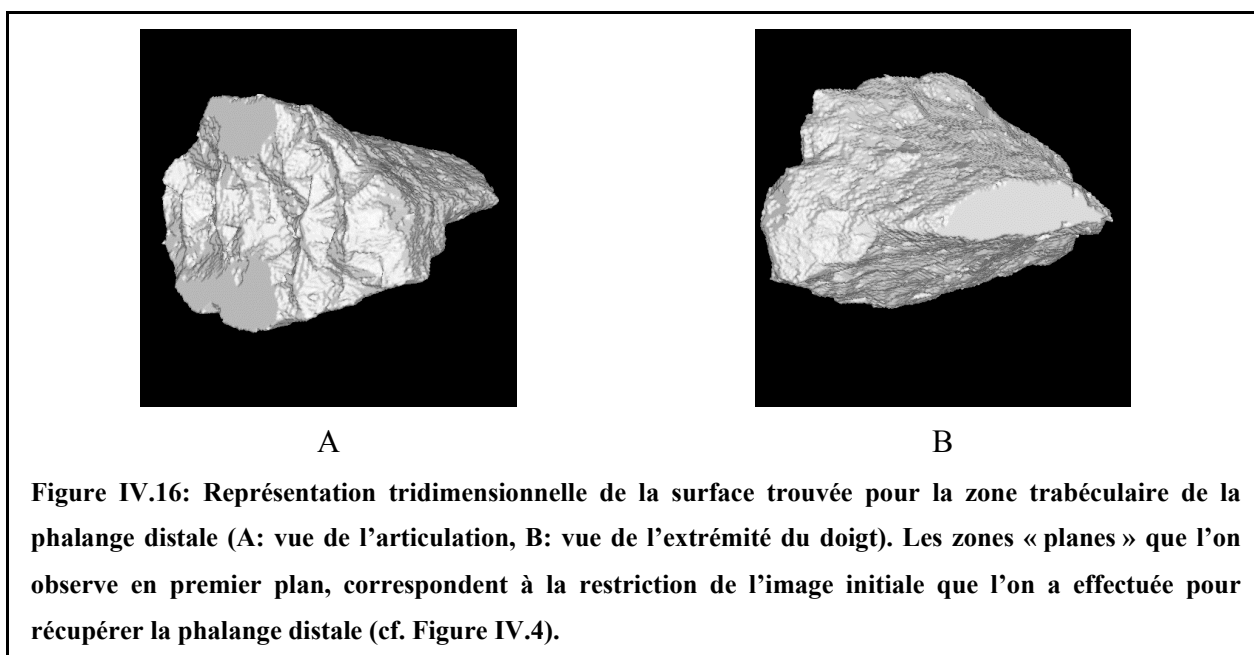 A
B
Figure IV.16: Représentation tridimensionnelle de la surface trouvée pour la zone trabéculaire de la
phalange distale (A: vue de l’articulation, B: vue de l’extrémité du doigt). Les zones « planes » que l’on
observe en premier plan, correspondent à la restriction de l’image initiale que l’on a effectuée pour
récupérer la phalange distale (cf. Figure IV.4).